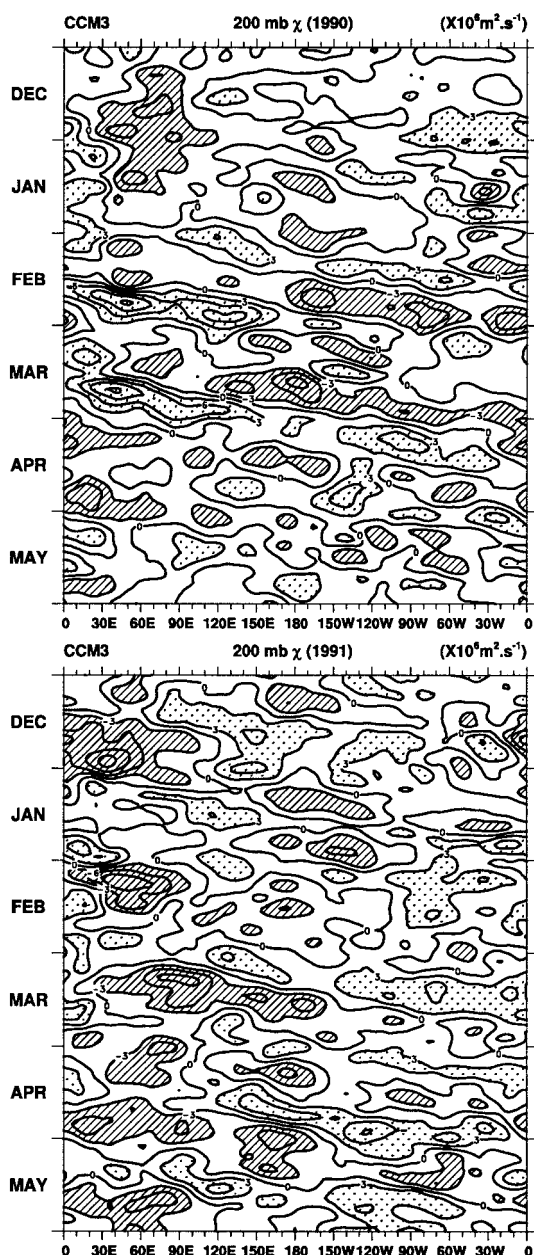 CCM3 200 mb χ (1990) (X10⁶m².s⁻¹)
DEC
JAN
FEB
MAR
APR
MAY
0 30E 60E 90E 120E 150E 180 150W 120W 90W 60W 30W 0
CCM3 200 mb χ (1991) (X10⁶m².s⁻¹)
DEC
JAN
FEB
MAR
APR
MAY
0 30E 60E 90E 120E 150E 180 150W 120W 90W 60W 30W 0